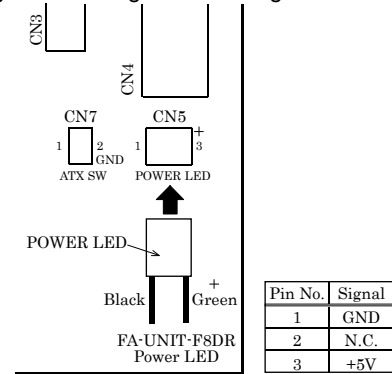 CN3
CN4
CN7
CN5
+
1
2
1
3
GND
ATX SW
POWER LED
POWER LED
+
Black
Green
FA-UNIT-F8DR
Power LED
Pin No. Signal
1 GND
2 N.C.
3 +5V